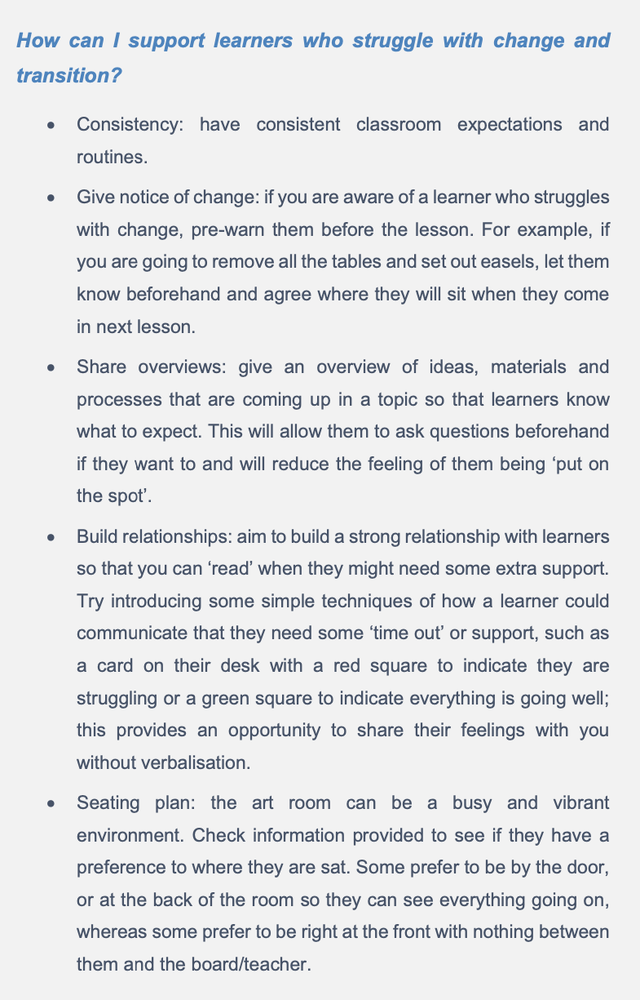 How can I support learners who struggle with change and
transition?
• Consistency: have consistent classroom expectations and
routines.
• Give notice of change: if you are aware of a learner who struggles
with change, pre-warn them before the lesson. For example, if
you are going to remove all the tables and set out easels, let them
know beforehand and agree where they will sit when they come
in next lesson.
• Share overviews: give an overview of ideas, materials and
processes that are coming up in a topic so that learners know
what to expect. This will allow them to ask questions beforehand
if they want to and will reduce the feeling of them being ‘put on
the spot’.
• Build relationships: aim to build a strong relationship with learners
so that you can ‘read’ when they might need some extra support.
Try introducing some simple techniques of how a learner could
communicate that they need some ‘time out’ or support, such as
a card on their desk with a red square to indicate they are
struggling or a green square to indicate everything is going well;
this provides an opportunity to share their feelings with you
without verbalisation.
• Seating plan: the art room can be a busy and vibrant
environment. Check information provided to see if they have a
preference to where they are sat. Some prefer to be by the door,
or at the back of the room so they can see everything going on,
whereas some prefer to be right at the front with nothing between
them and the board/teacher.